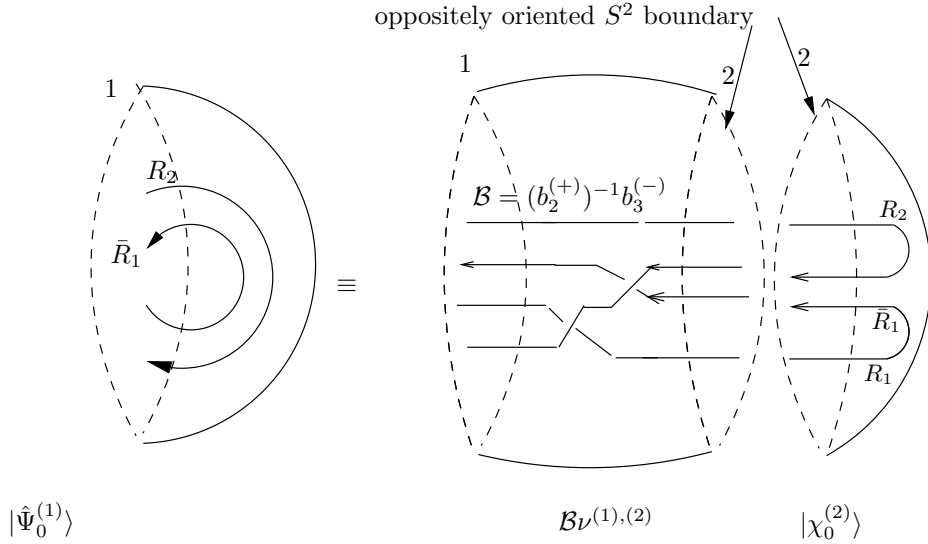 oppositely oriented $S^2$ boundary
1
1
2
2
$R_2$
$\mathcal{B} = (b_2^{(+)})^{-1} b_3^{(-)}$
$R_2$
$\bar{R}_1$
≡
$\bar{R}_1$
$R_1$
$|\hat{\Psi}_0^{(1)}\rangle$
$\mathcal{B}\nu^{(1),(2)}$
$|\chi_0^{(2)}\rangle$